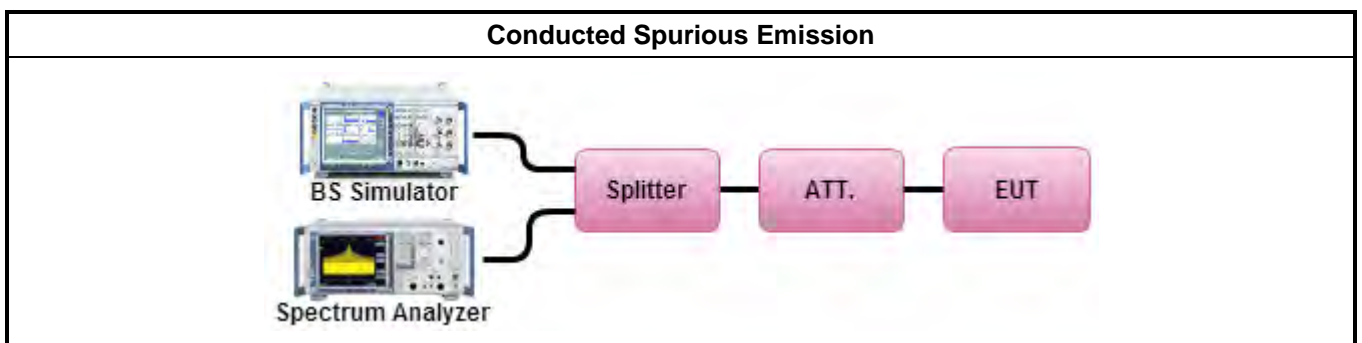 Conducted Spurious Emission
BS Simulator
Splitter
ATT.
EUT
Spectrum Analyzer